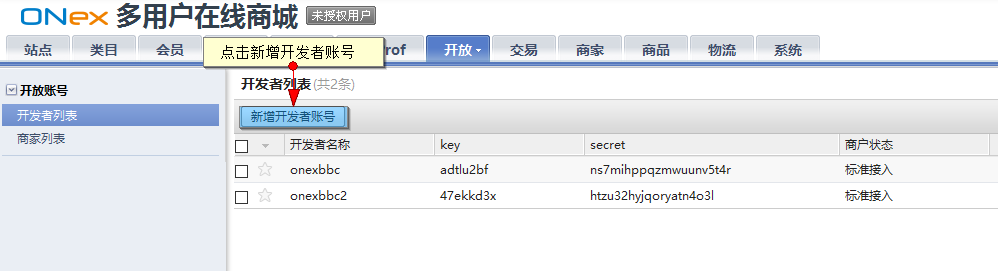 ONex 多用户在线商城 未授权用户
站点 类目 会员 rof 开放 交易 商家 商品 物流 系统
点击新增开发者账号
开放账号
开发者列表
商家列表
开发者列表 (共2条)
新增开发者账号
开发者名称 key secret 商户状态
onexbbc adtlu2bf ns7mihppqzmwuunv5t4r 标准接入
onexbbc2 47ekkd3x htzu32hyjqoryatn4o3l 标准接入